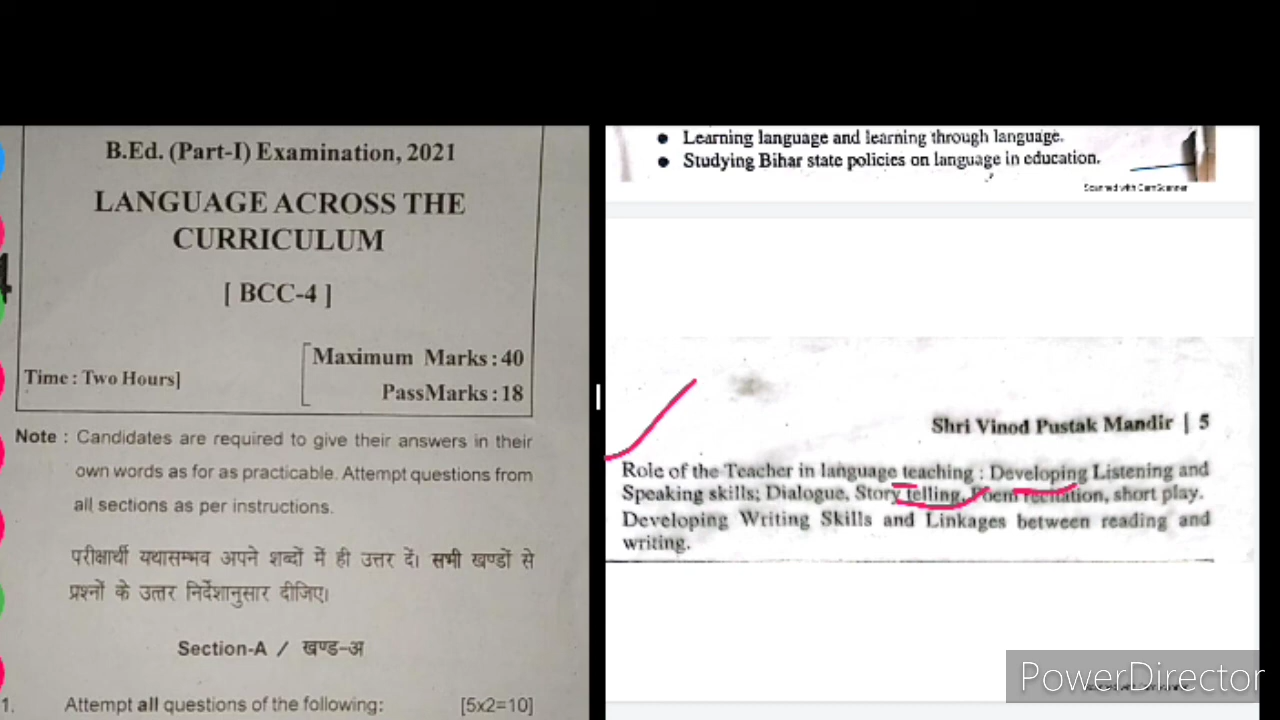 B.Ed. (Part-I) Examination, 2021
LANGUAGE ACROSS THE
CURRICULUM
[ BCC-4 ]
Maximum Marks : 40
Time : Two Hours]
PassMarks : 18
Note : Candidates are required to give their answers in their
own words as for as practicable. Attempt questions from
all sections as per instructions.
परीक्षार्थी यथासम्भव अपने शब्दों में ही उत्तर दें। सभी खण्डों से
प्रश्नों के उत्तर निर्देशानुसार दीजिए।
Section-A / खण्ड-अ
1. Attempt all questions of the following: [5x2=10]
• Learning language and learning through language.
• Studying Bihar state policies on language in education.
Scanned with CamScanner
Shri Vinod Pustak Mandir | 5
Role of the Teacher in language teaching : Developing Listening and
Speaking skills; Dialogue, Story telling, Poem recitation, short play.
Developing Writing Skills and Linkages between reading and
writing.
PowerDirector